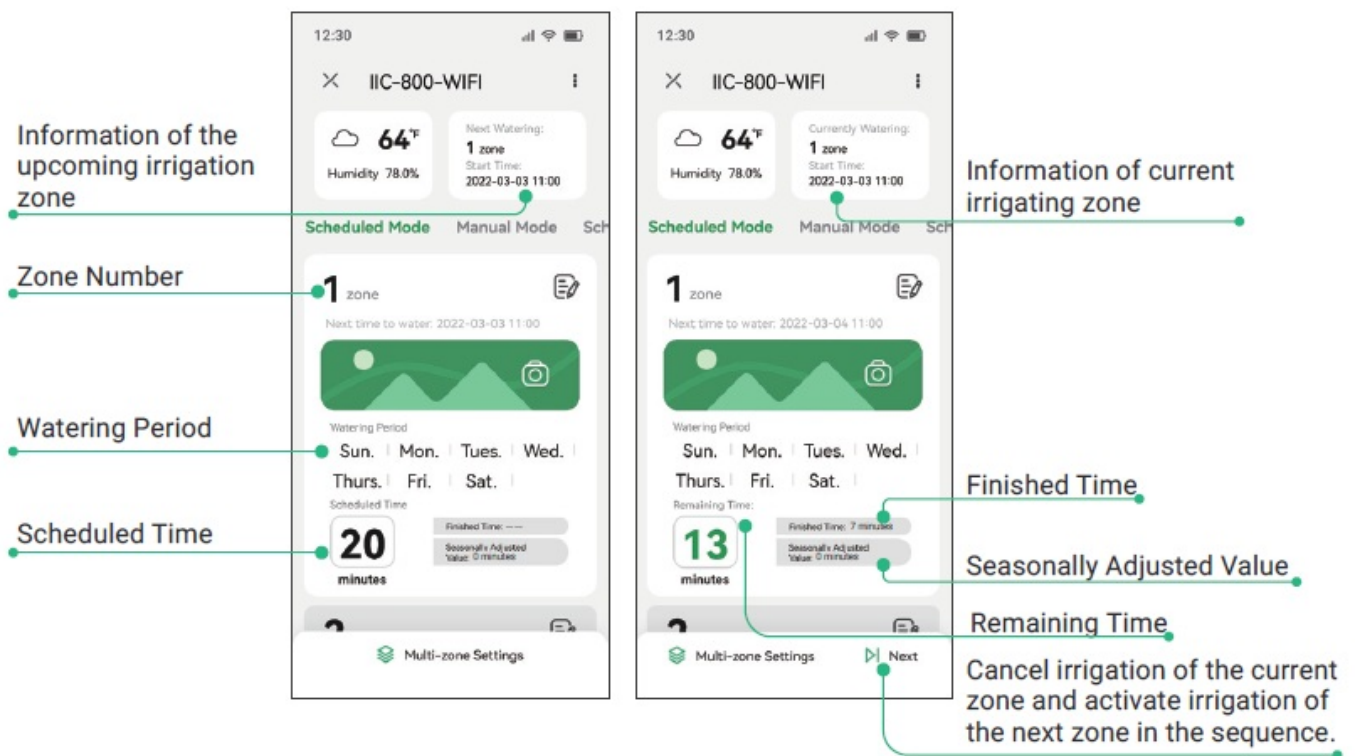 12:30
IIC-800-WIFI
64°F
Humidity 78.0%
Next Watering:
1 zone
Start Time:
2022-03-03 11:00
Scheduled Mode Manual Mode Sch
1 zone
Next time to water: 2022-03-03 11:00
Watering Period
Sun. Mon. Tues. Wed.
Thurs. Fri. Sat.
Scheduled Time
20
minutes
Finished Time: -- --
Seasonally Adjusted
Value: 0 minutes
Multi-zone Settings
12:30
IIC-800-WIFI
64°F
Humidity 78.0%
Currently Watering:
1 zone
Start Time:
2022-03-03 11:00
Scheduled Mode Manual Mode Sch
1 zone
Next time to water: 2022-03-04 11:00
Watering Period
Sun. Mon. Tues. Wed.
Thurs. Fri. Sat.
Remaining Time:
13
minutes
Finished Time: 7 minutes
Seasonally Adjusted
Value: 0 minutes
Multi-zone Settings Next
Information of the
upcoming irrigation
zone
Zone Number
Watering Period
Scheduled Time
Information of current
irrigating zone
Finished Time
Seasonally Adjusted Value
Remaining Time
Cancel irrigation of the current
zone and activate irrigation of
the next zone in the sequence.